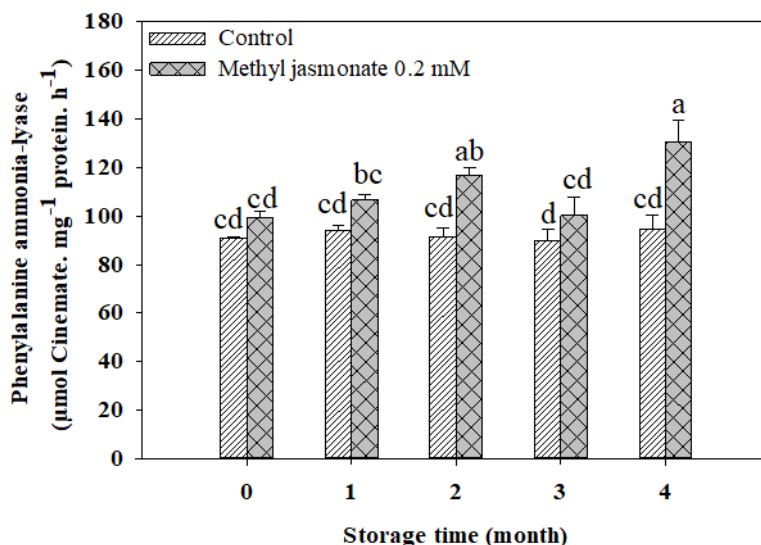 Phenylalanine ammonia-lyase
(µmol Cinemate. mg⁻¹ protein. h⁻¹)
180
160
140
120
100
80
60
40
20
0
Control
Methyl jasmonate 0.2 mM
cd cd cd bc cd ab d cd cd a
0 1 2 3 4
Storage time (month)